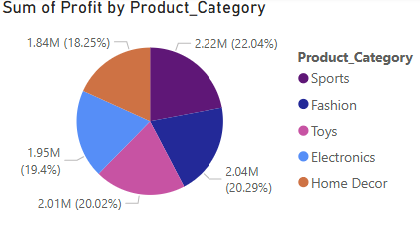 Sum of Profit by Product_Category
1.84M (18.25%)
2.22M (22.04%)
1.95M
(19.4%)
2.04M
(20.29%)
2.01M (20.02%)
Product_Category
Sports
Fashion
Toys
Electronics
Home Decor